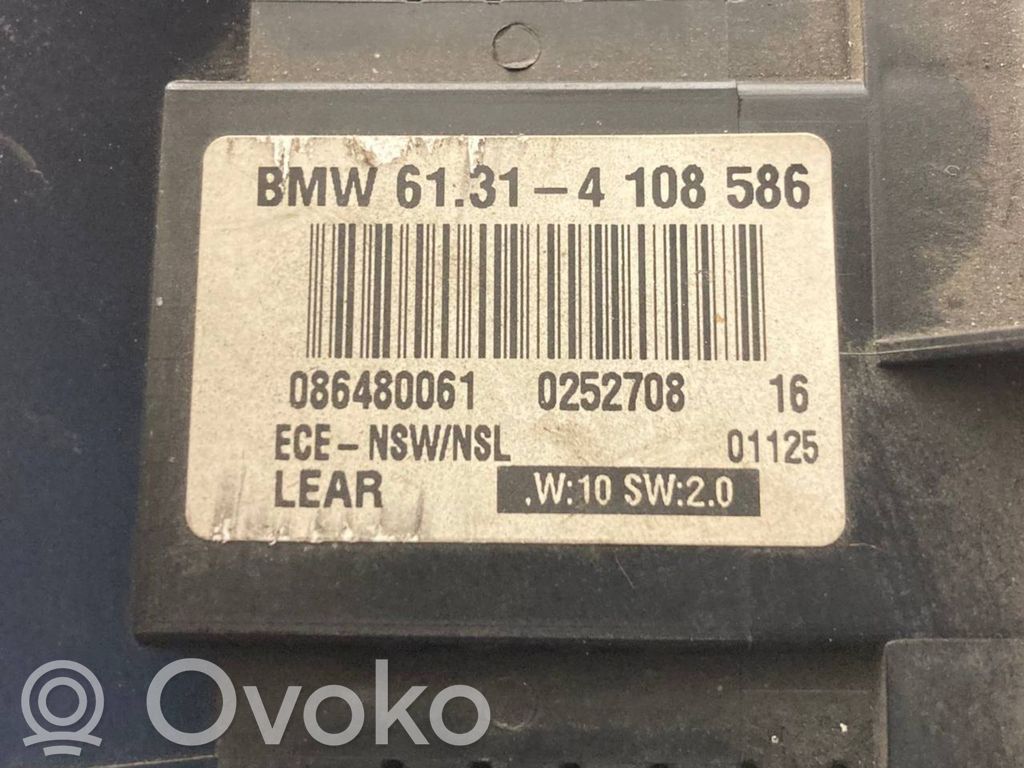 BMW 61.31-4 108 586
086480061 0252708 16
ECE-NSW/NSL 01125
LEAR .W:10 SW:2.0
Ovoko